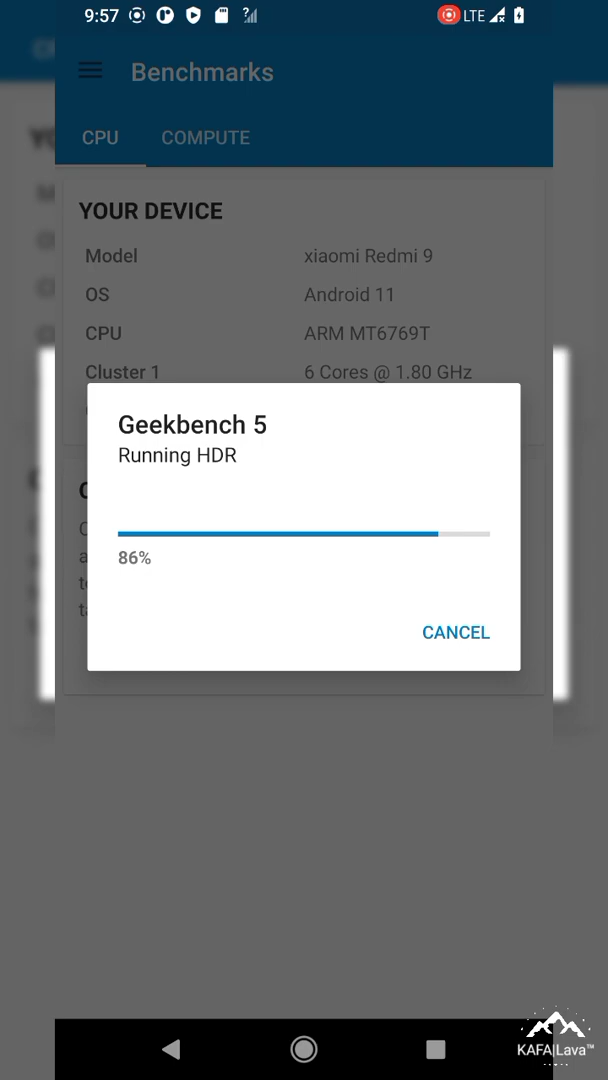 9:57
LTE
Benchmarks
CPU COMPUTE
YOUR DEVICE
Model xiaomi Redmi 9
OS Android 11
CPU ARM MT6769T
Cluster 1 6 Cores @ 1.80 GHz
Geekbench 5
Running HDR
86%
CANCEL
KAFA|Lava™